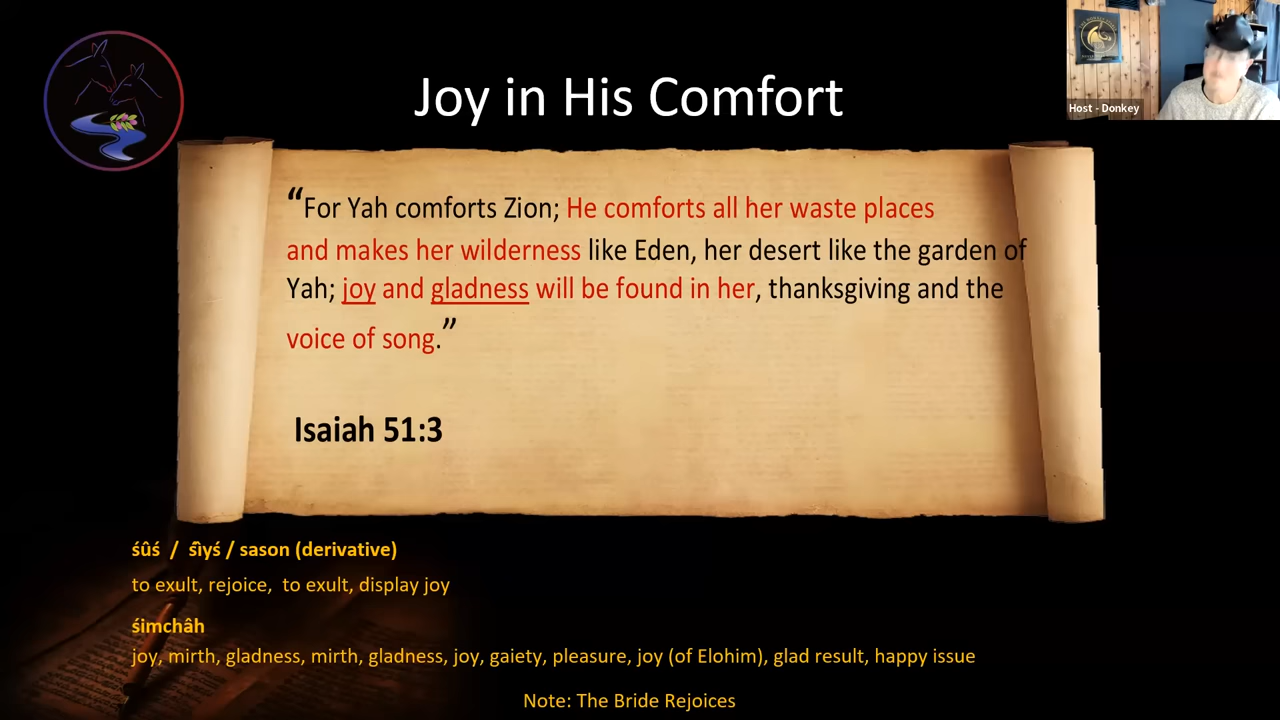 Joy in His Comfort
Host - Donkey
“For Yah comforts Zion; He comforts all her waste places
and makes her wilderness like Eden, her desert like the garden of
Yah; joy and gladness will be found in her, thanksgiving and the
voice of song.”
Isaiah 51:3
śûś / śîyś / sason (derivative)
to exult, rejoice, to exult, display joy
śimchâh
joy, mirth, gladness, mirth, gladness, joy, gaiety, pleasure, joy (of Elohim), glad result, happy issue
Note: The Bride Rejoices